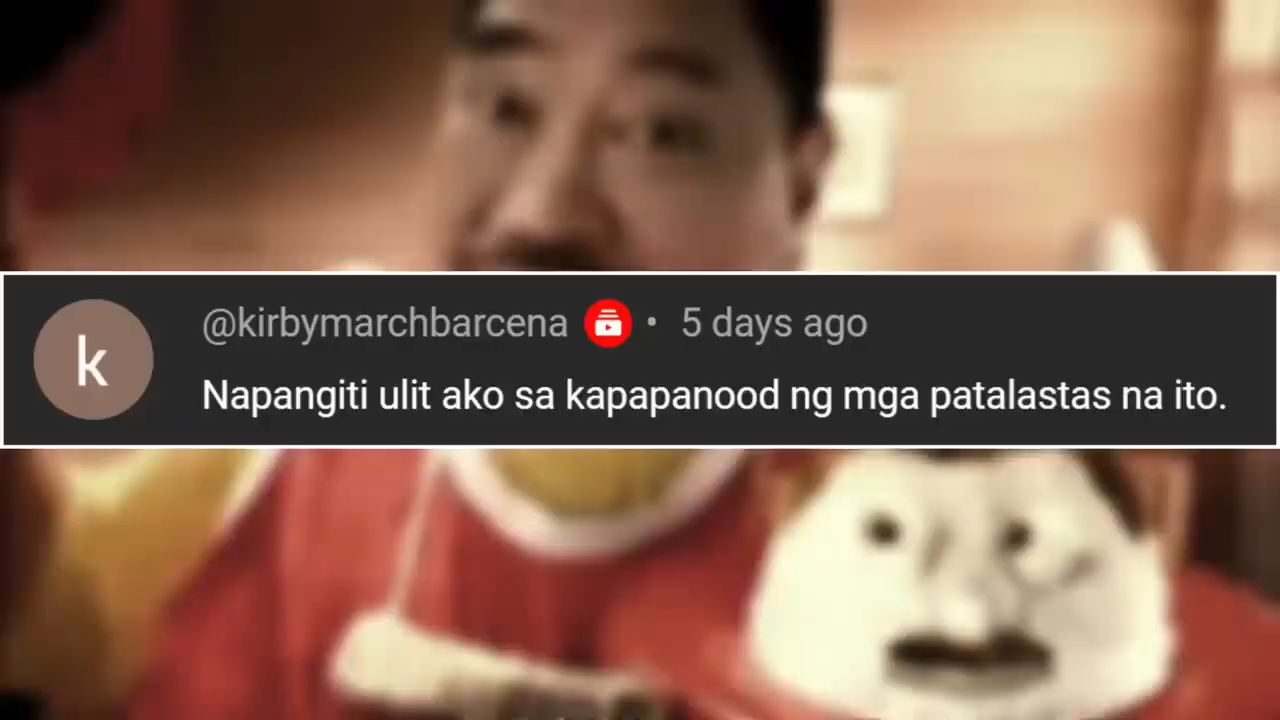 k
@kirbymarchbarcena • 5 days ago
Napangiti ulit ako sa kapapanood ng mga patalastas na ito.